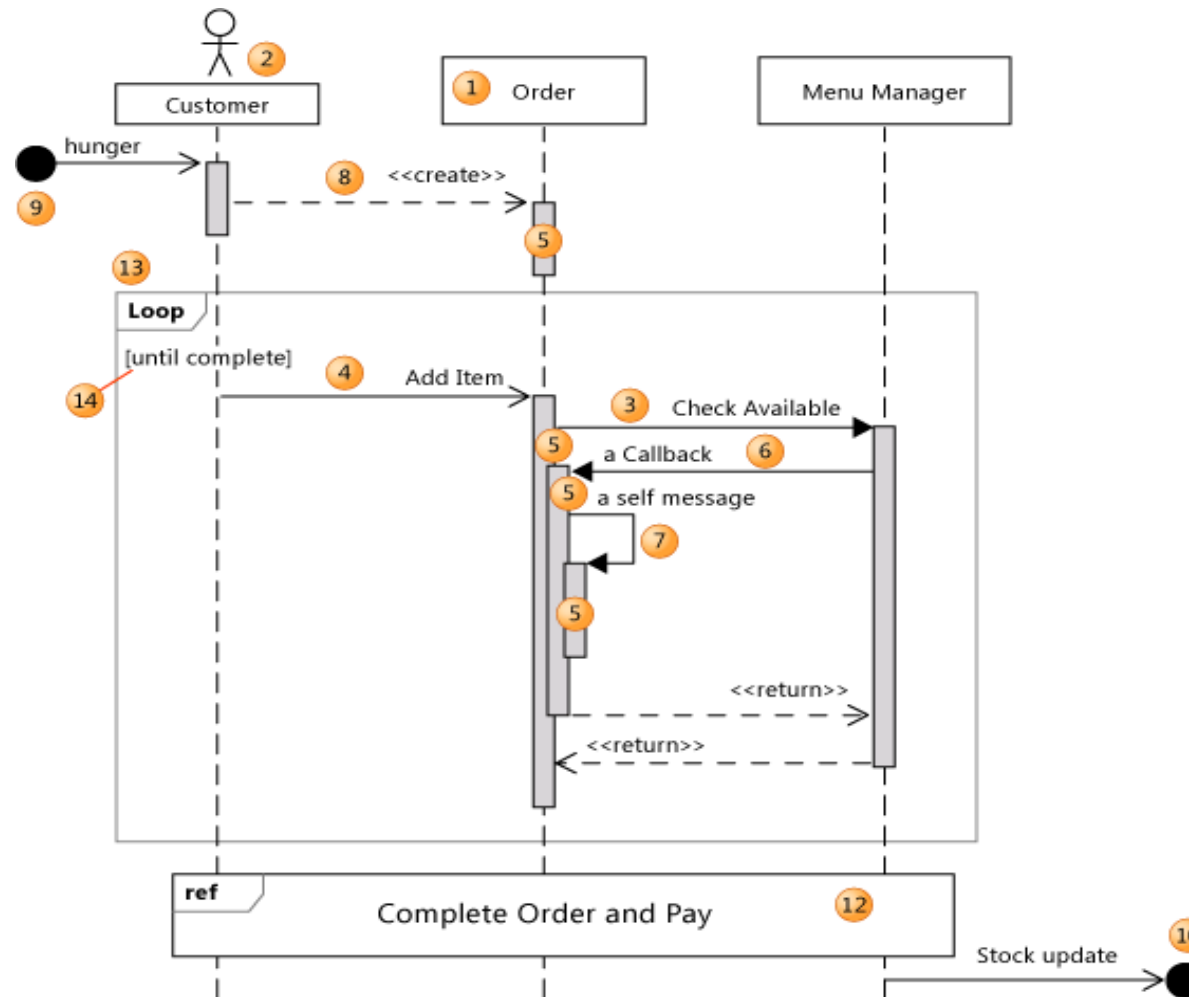 2
1
Customer
Order
Menu Manager
hunger
8
<<create>>
9
5
13
Loop
[until complete]
14
4
Add Item
3
Check Available
5
a Callback
6
5
a self message
7
5
<<return>>
<<return>>
ref
Complete Order and Pay
12
Stock update